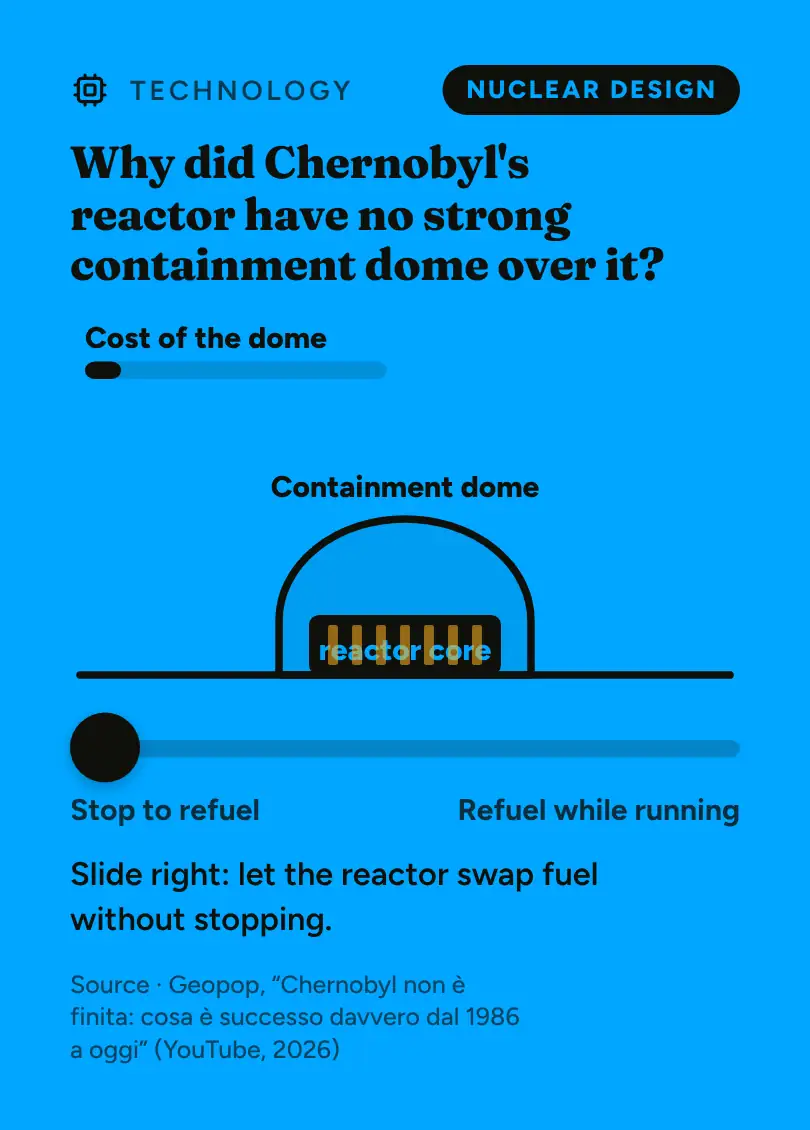 TECHNOLOGY
NUCLEAR DESIGN
Why did Chernobyl's
reactor have no strong
containment dome over it?
Cost of the dome
Containment dome
reactor core
Stop to refuel
Refuel while running
Slide right: let the reactor swap fuel
without stopping.
Source · Geopop, “Chernobyl non è
finita: cosa è successo davvero dal 1986
a oggi” (YouTube, 2026)